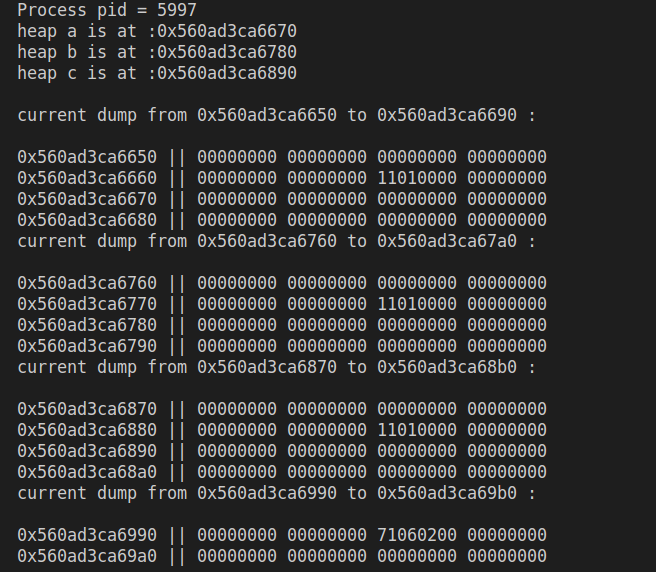 Process pid = 5997
heap a is at :0x560ad3ca6670
heap b is at :0x560ad3ca6780
heap c is at :0x560ad3ca6890
current dump from 0x560ad3ca6650 to 0x560ad3ca6690 :
0x560ad3ca6650 || 00000000 00000000 00000000 00000000
0x560ad3ca6660 || 00000000 00000000 11010000 00000000
0x560ad3ca6670 || 00000000 00000000 00000000 00000000
0x560ad3ca6680 || 00000000 00000000 00000000 00000000
current dump from 0x560ad3ca6760 to 0x560ad3ca67a0 :
0x560ad3ca6760 || 00000000 00000000 00000000 00000000
0x560ad3ca6770 || 00000000 00000000 11010000 00000000
0x560ad3ca6780 || 00000000 00000000 00000000 00000000
0x560ad3ca6790 || 00000000 00000000 00000000 00000000
current dump from 0x560ad3ca6870 to 0x560ad3ca68b0 :
0x560ad3ca6870 || 00000000 00000000 00000000 00000000
0x560ad3ca6880 || 00000000 00000000 11010000 00000000
0x560ad3ca6890 || 00000000 00000000 00000000 00000000
0x560ad3ca68a0 || 00000000 00000000 00000000 00000000
current dump from 0x560ad3ca6990 to 0x560ad3ca69b0 :
0x560ad3ca6990 || 00000000 00000000 71060200 00000000
0x560ad3ca69a0 || 00000000 00000000 00000000 00000000